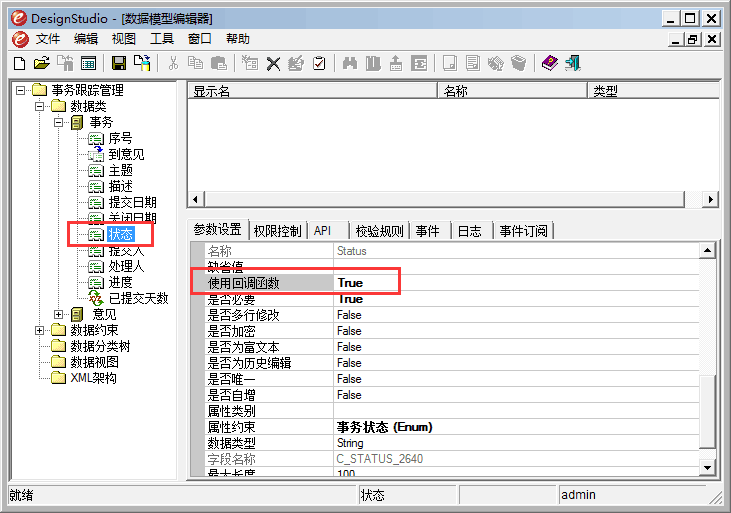 DesignStudio - [数据模型编辑器]
文件 编辑 视图 工具 窗口 帮助
事务跟踪管理
数据类
事务
序号
到意见
主题
描述
提交日期
关闭日期
状态
提交人
处理人
进度
已提交天数
意见
数据约束
数据分类树
数据视图
XML架构
显示名 名称 类型
参数设置 权限控制 API 校验规则 事件 日志 事件订阅
名称 Status
缺省值
使用回调函数 True
是否必要 True
是否多行修改 False
是否加密 False
是否为富文本 False
是否为历史编辑 False
是否唯一 False
是否自增 False
属性类别
属性约束 事务状态 (Enum)
数据类型 String
字段名称 C_STATUS_2640
最大长度 100
就绪 状态 admin